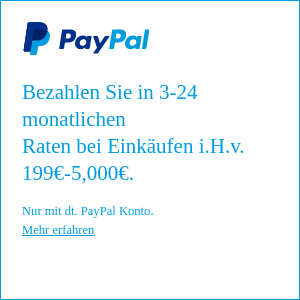 PayPal
Bezahlen Sie in 3-24
monatlichen
Raten bei Einkäufen i.H.v.
199€-5,000€.
Nur mit dt. PayPal Konto.
Mehr erfahren